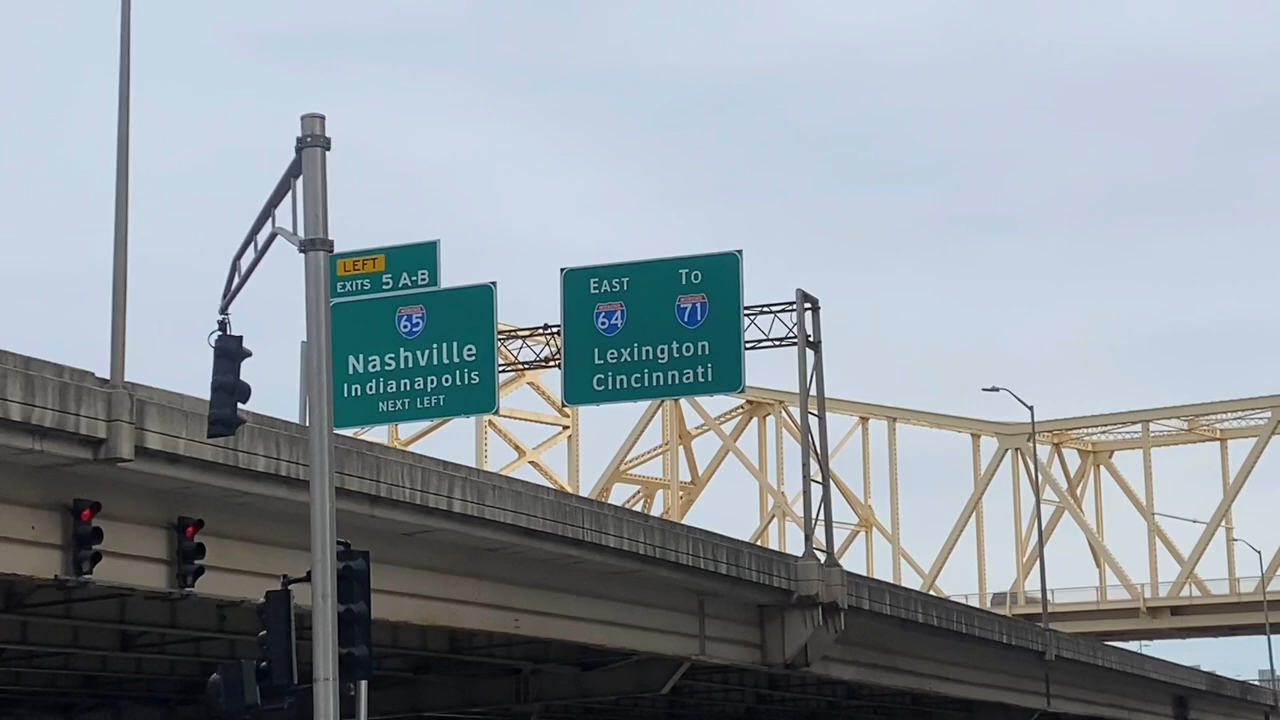 LEFT
EXITS 5 A-B
65
Nashville
Indianapolis
NEXT LEFT
EAST TO
64 71
Lexington
Cincinnati